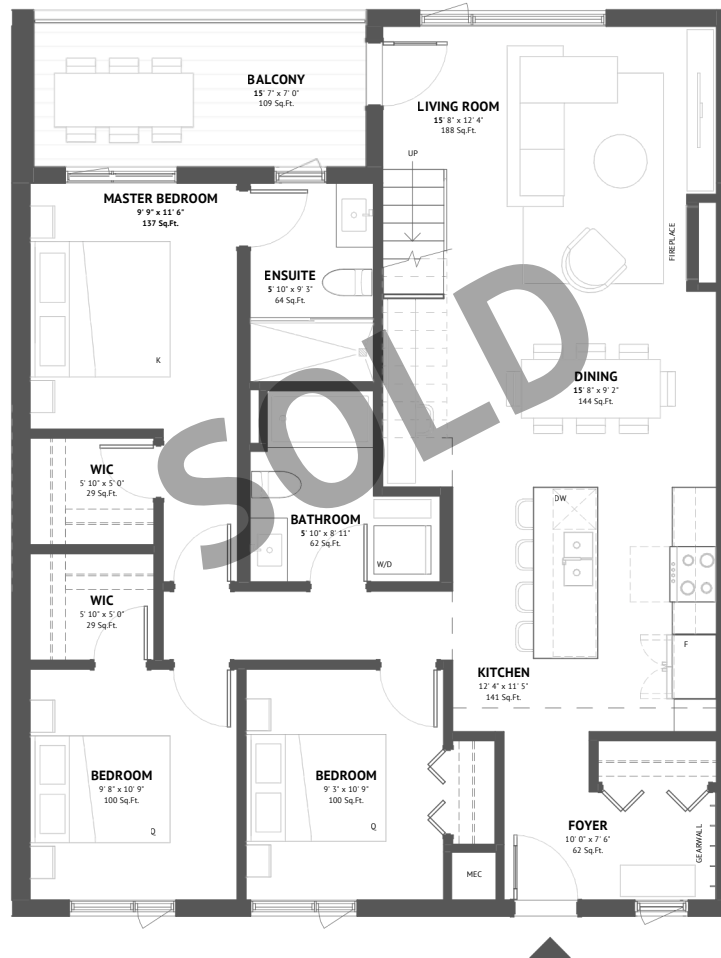 BALCONY
15' 7" x 7' 0"
109 Sq.Ft.
LIVING ROOM
15' 8" x 12' 4"
188 Sq.Ft.
UP
MASTER BEDROOM
9' 9" x 11' 6"
137 Sq.Ft.
ENSUITE
5' 10" x 9' 3"
64 Sq.Ft.
FIREPLACE
K
SOLD
DINING
15' 8" x 9' 2"
144 Sq.Ft.
WIC
5' 10" x 5' 0"
29 Sq.Ft.
BATHROOM
5' 10" x 8' 11"
62 Sq.Ft.
W/D
DW
WIC
5' 10" x 5' 0"
29 Sq.Ft.
F
KITCHEN
12' 4" x 11' 5"
141 Sq.Ft.
BEDROOM
9' 8" x 10' 9"
100 Sq.Ft.
Q
BEDROOM
9' 3" x 10' 9"
100 Sq.Ft.
Q
FOYER
10' 0" x 7' 6"
62 Sq.Ft.
GEARWALL
MEC